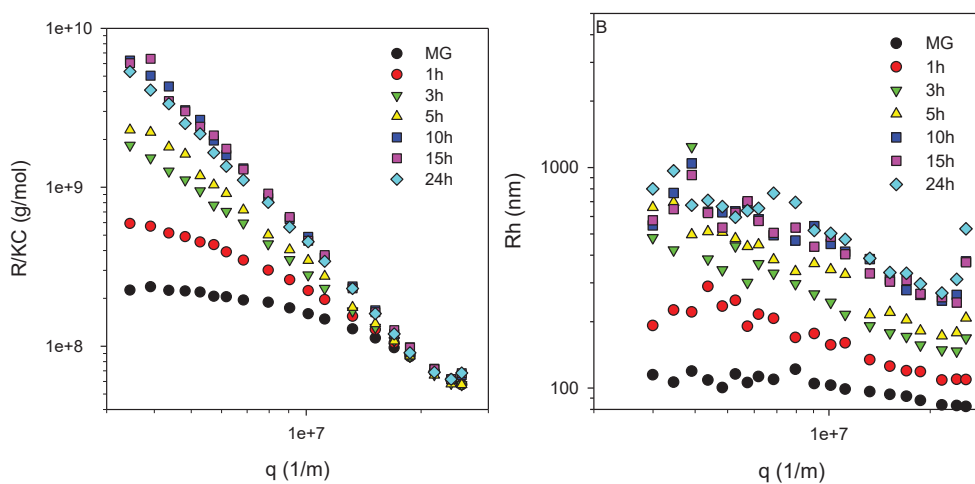 1e+10
1e+9
1e+8
R/KC (g/mol)
1e+7
q (1/m)
MG
1h
3h
5h
10h
15h
24h
B
1000
100
Rh (nm)
1e+7
q (1/m)
MG
1h
3h
5h
10h
15h
24h